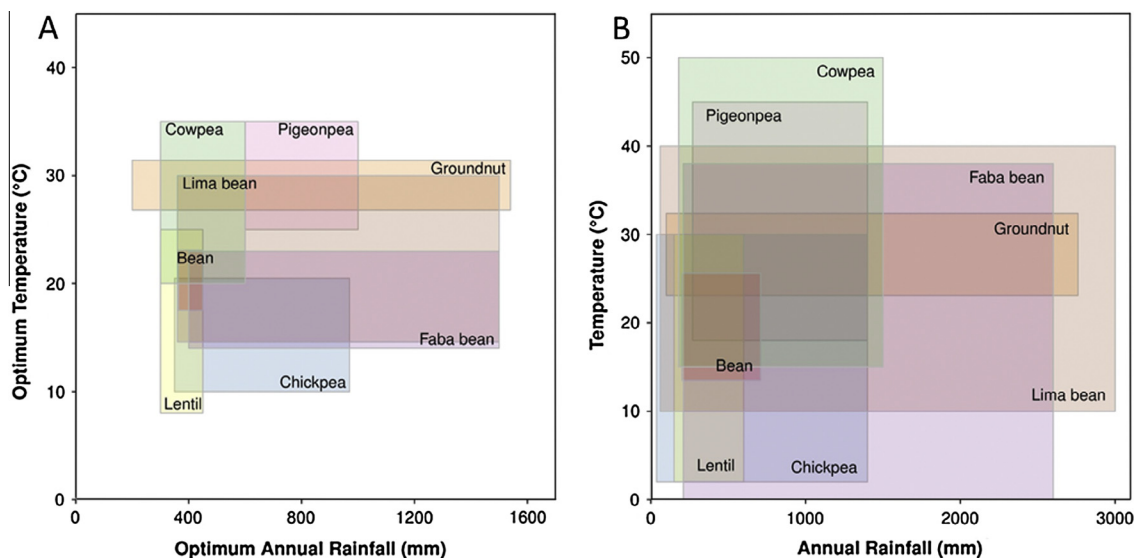 A
40
30
20
10
0
0
400
800
1200
1600
Optimum Temperature (°C)
Optimum Annual Rainfall (mm)
Cowpea
Pigeonpea
Groundnut
Lima bean
Bean
Faba bean
Chickpea
Lentil
B
50
40
30
20
10
0
0
1000
2000
3000
Temperature (°C)
Annual Rainfall (mm)
Cowpea
Pigeonpea
Faba bean
Groundnut
Bean
Lima bean
Lentil
Chickpea